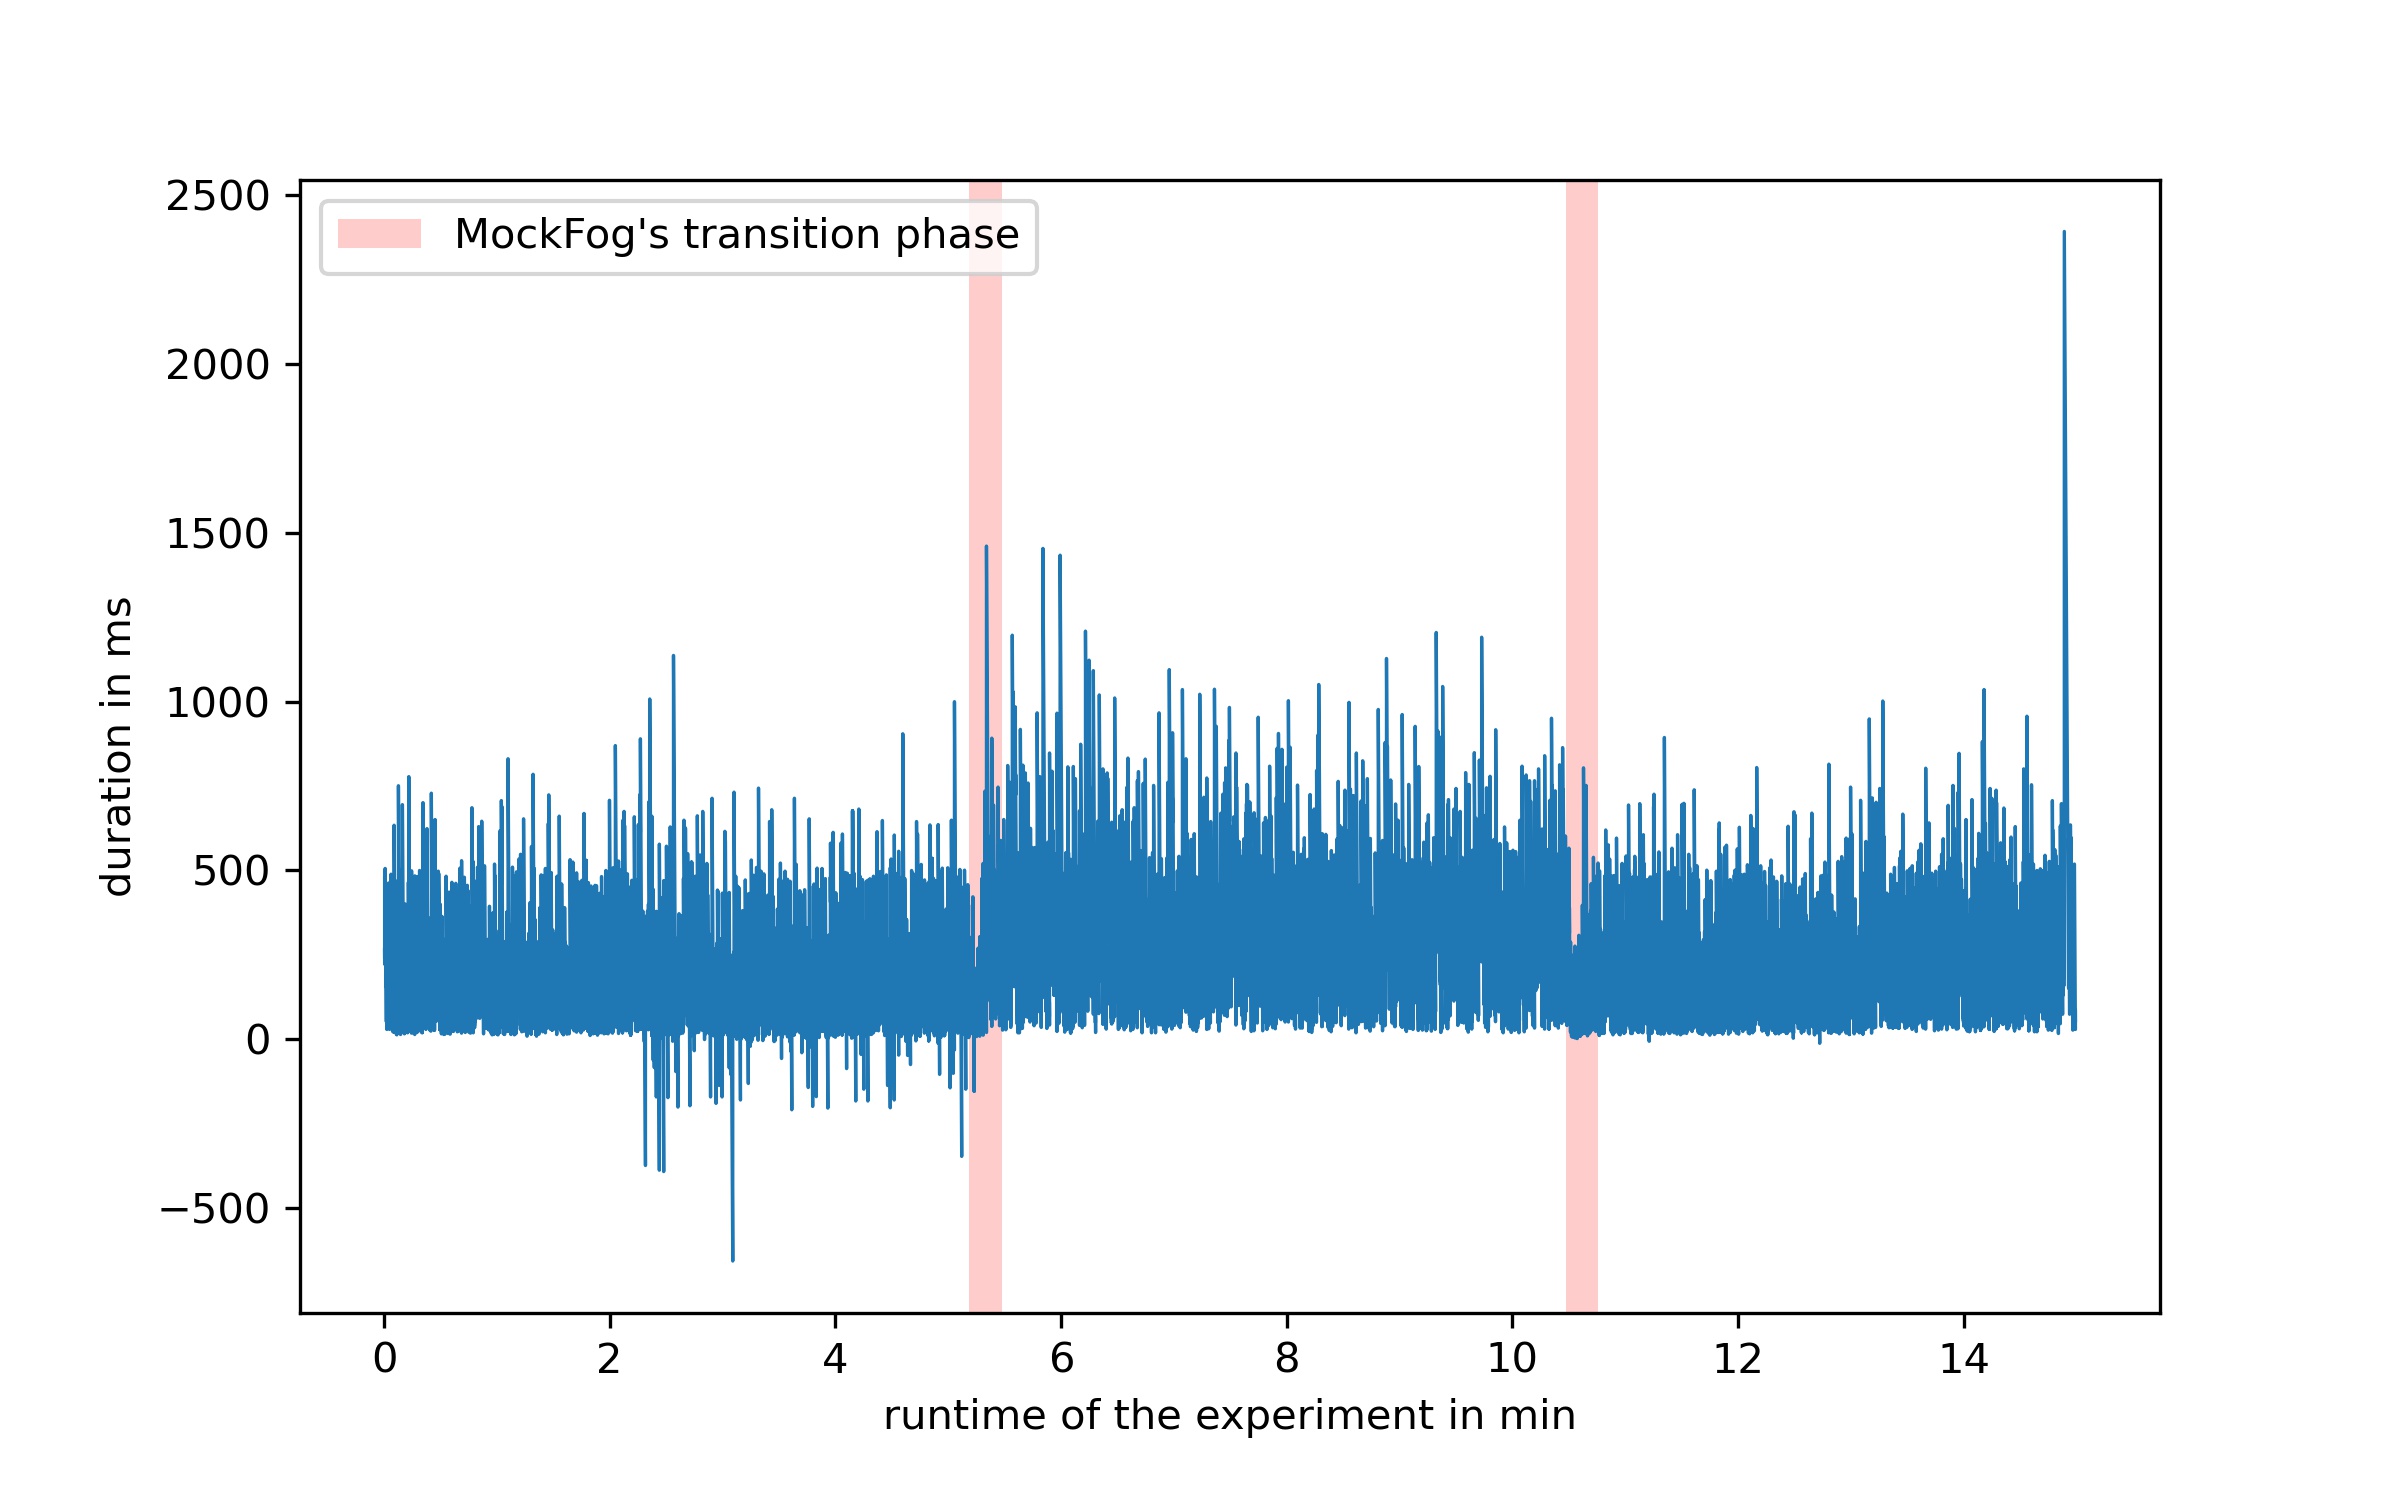 MockFog's transition phase
2500
2000
1500
1000
500
0
−500
duration in ms
0 2 4 6 8 10 12 14
runtime of the experiment in min